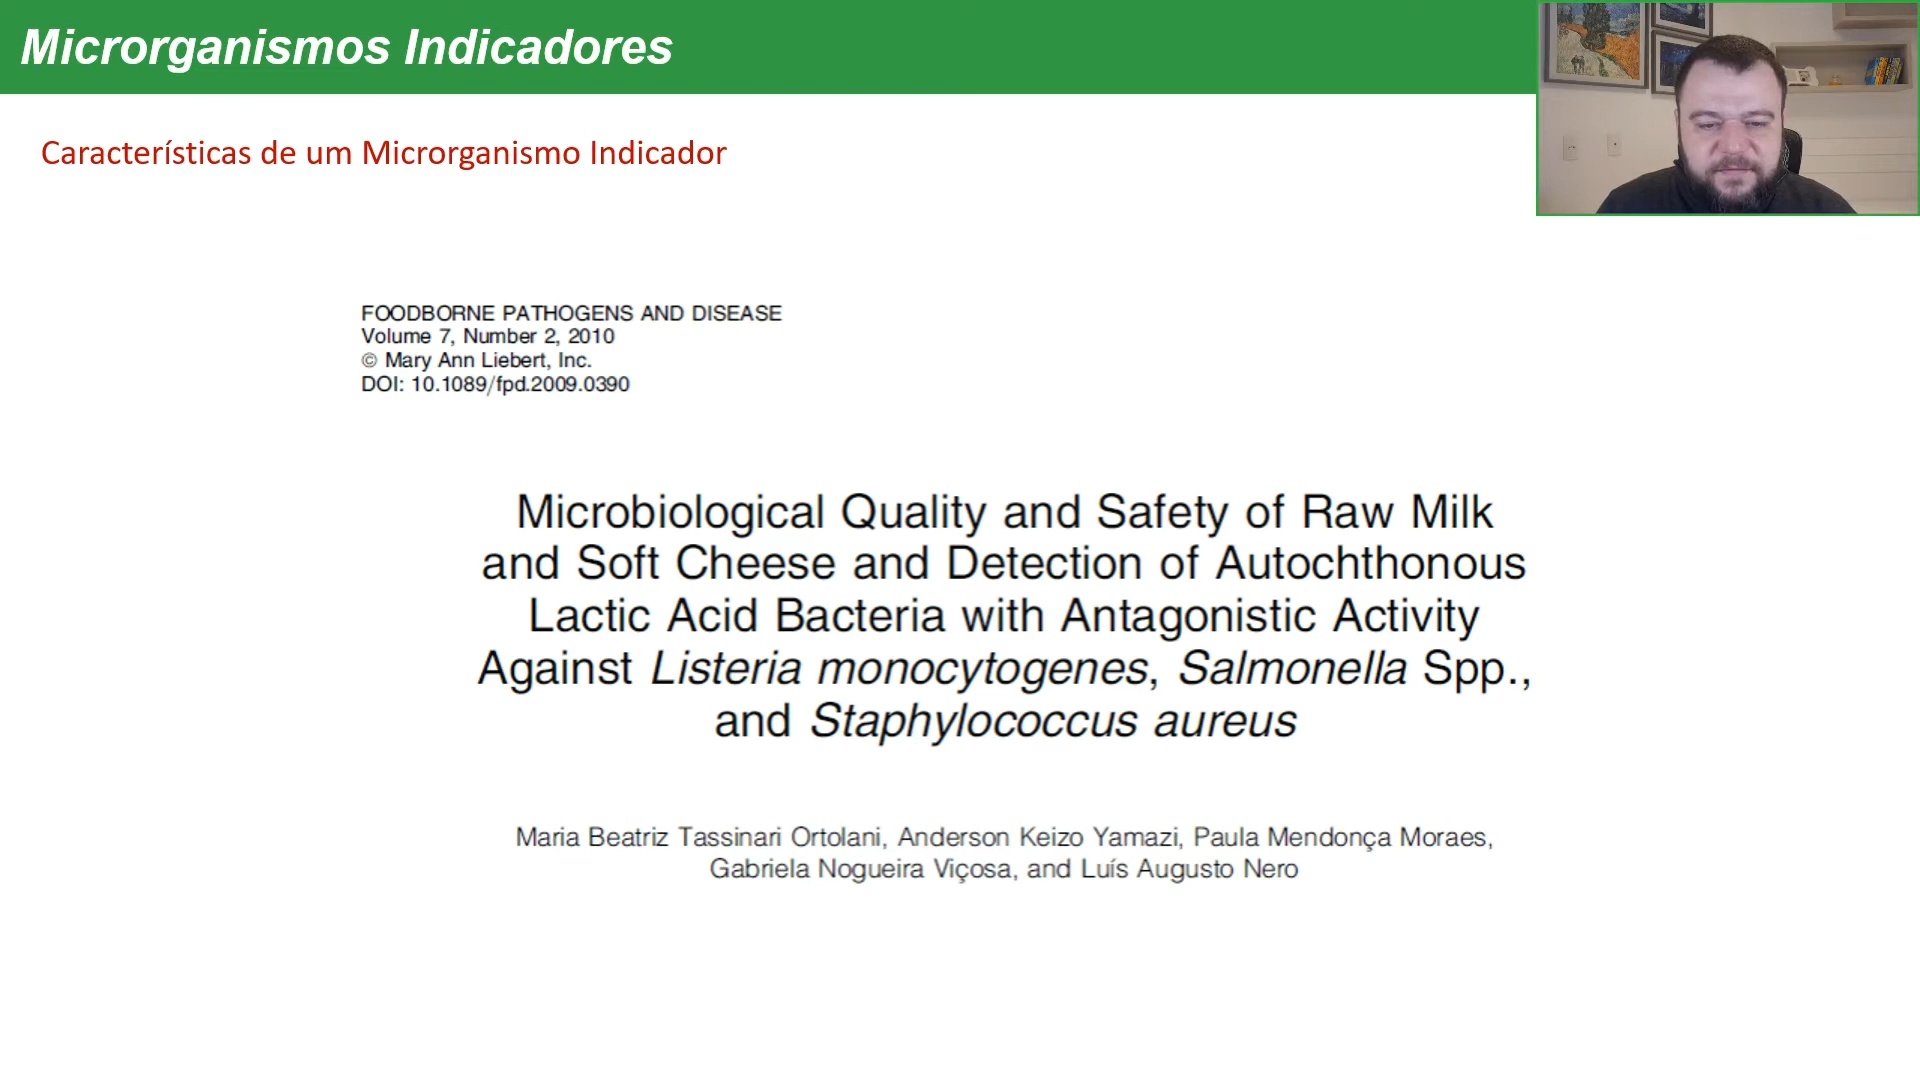 Microrganismos Indicadores
Características de um Microrganismo Indicador
FOODBORNE PATHOGENS AND DISEASE
Volume 7, Number 2, 2010
© Mary Ann Liebert, Inc.
DOI: 10.1089/fpd.2009.0390
Microbiological Quality and Safety of Raw Milk
and Soft Cheese and Detection of Autochthonous
Lactic Acid Bacteria with Antagonistic Activity
Against Listeria monocytogenes, Salmonella Spp.,
and Staphylococcus aureus
Maria Beatriz Tassinari Ortolani, Anderson Keizo Yamazi, Paula Mendonça Moraes,
Gabriela Nogueira Viçosa, and Luís Augusto Nero